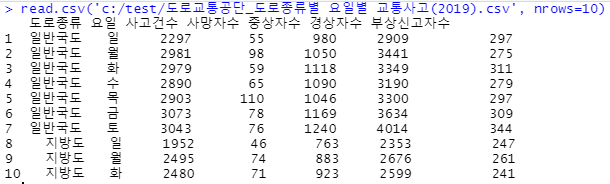 > read.csv('c:/test/도로교통공단_도로종류별 요일별 교통사고(2019).csv', nrows=10)
도로종류 요일 사고건수 사망자수 중상자수 경상자수 부상신고자수
1 일반국도 일 2297 55 980 2909 297
2 일반국도 월 2981 98 1050 3441 275
3 일반국도 화 2979 59 1118 3349 311
4 일반국도 수 2890 65 1090 3190 279
5 일반국도 목 2903 110 1046 3300 297
6 일반국도 금 3073 78 1169 3634 309
7 일반국도 토 3043 76 1240 4014 344
8 지방도 일 1952 46 763 2353 247
9 지방도 월 2495 74 883 2676 261
10 지방도 화 2480 71 923 2599 241